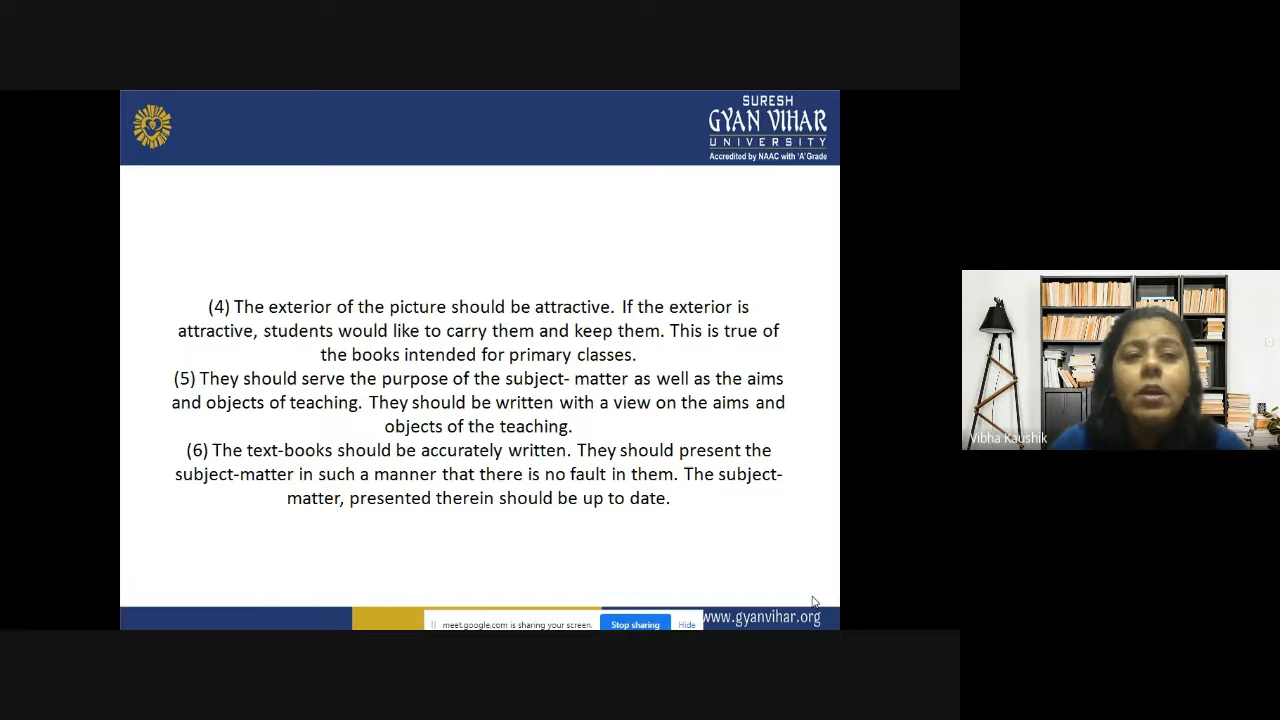 SURESH
GYAN VIHAR
UNIVERSITY
Accredited by NAAC with 'A' Grade
(4) The exterior of the picture should be attractive. If the exterior is
attractive, students would like to carry them and keep them. This is true of
the books intended for primary classes.
(5) They should serve the purpose of the subject- matter as well as the aims
and objects of teaching. They should be written with a view on the aims and
objects of the teaching.
(6) The text-books should be accurately written. They should present the
subject-matter in such a manner that there is no fault in them. The subject-
matter, presented therein should be up to date.
Vibha Kaushik
meet.google.com is sharing your screen.
Stop sharing
Hide
www.gyanvihar.org